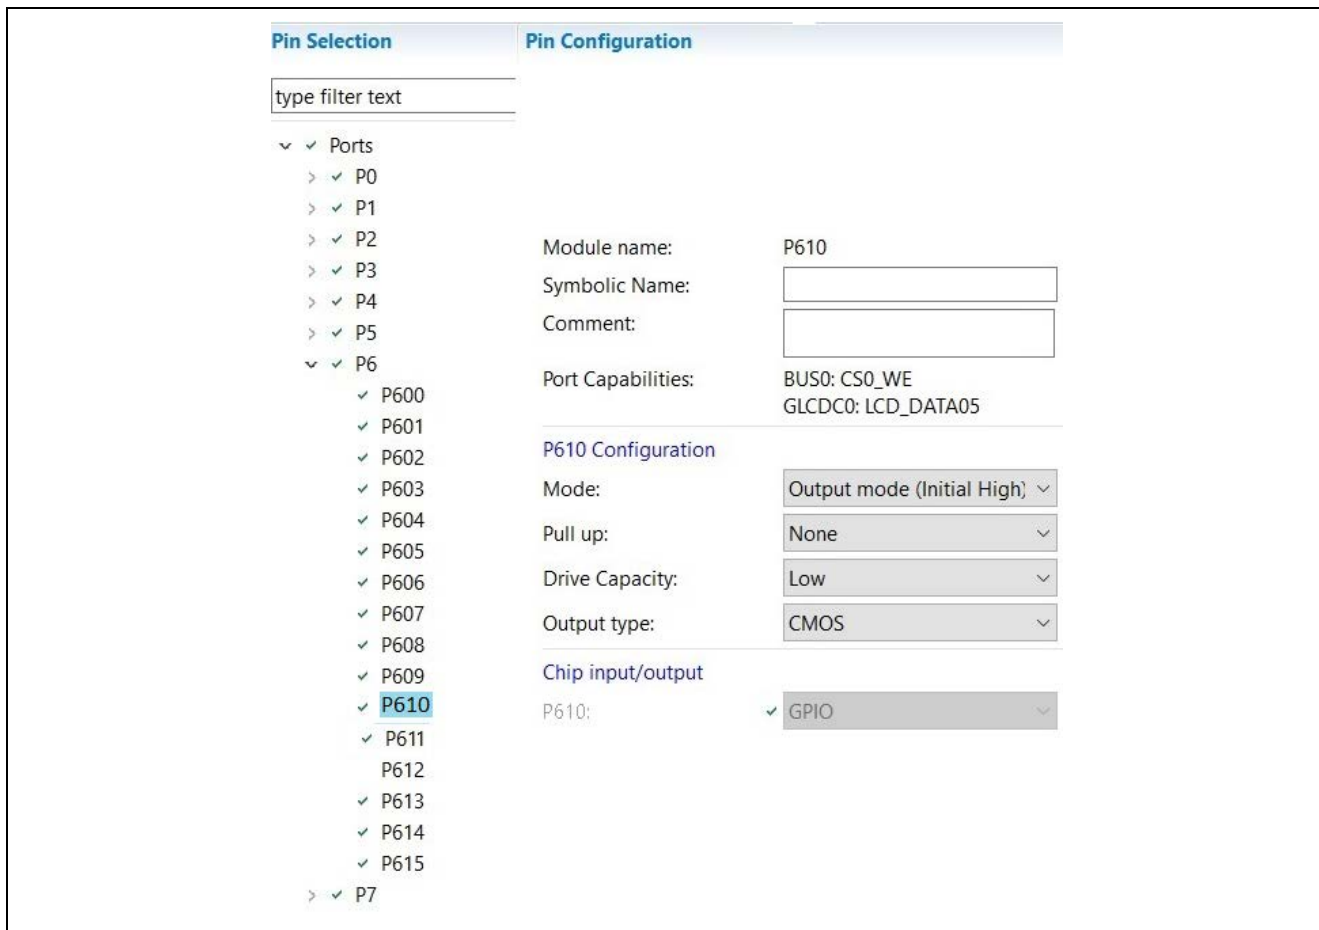 Pin Selection
type filter text
Ports
P0
P1
P2
P3
P4
P5
P6
P600
P601
P602
P603
P604
P605
P606
P607
P608
P609
P610
P611
P612
P613
P614
P615
P7
Pin Configuration
Module name: P610
Symbolic Name:
Comment:
Port Capabilities: BUS0: CS0_WE
GLCDC0: LCD_DATA05
P610 Configuration
Mode: Output mode (Initial High)
Pull up: None
Drive Capacity: Low
Output type: CMOS
Chip input/output
P610: GPIO